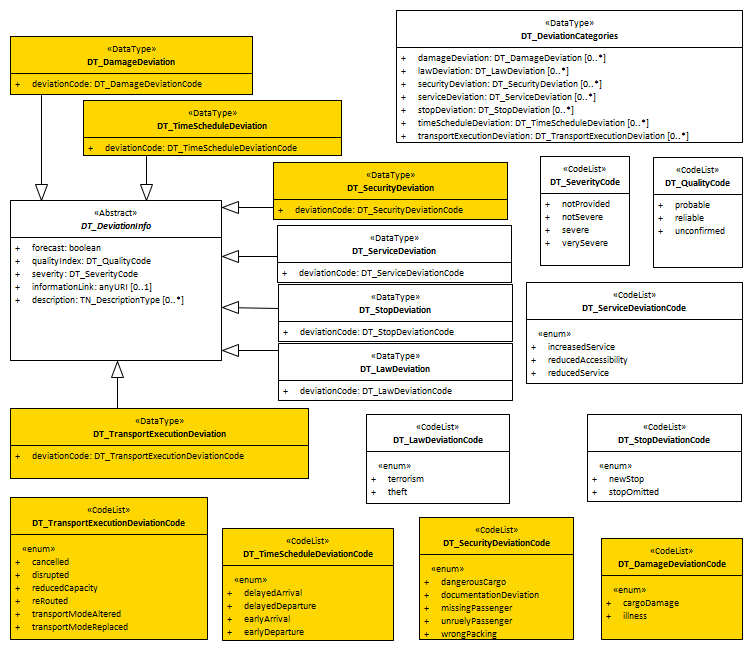 «DataType»
DT_DamageDeviation
+ deviationCode: DT_DamageDeviationCode
«DataType»
DT_DeviationCategories
+ damageDeviation: DT_DamageDeviation [0..*]
+ lawDeviation: DT_LawDeviation [0..*]
+ securityDeviation: DT_SecurityDeviation [0..*]
+ serviceDeviation: DT_ServiceDeviation [0..*]
+ stopDeviation: DT_StopDeviation [0..*]
+ timeScheduleDeviation: DT_TimeScheduleDeviation [0..*]
+ transportExecutionDeviation: DT_TransportExecutionDeviation [0..*]
«DataType»
DT_TimeScheduleDeviation
+ deviationCode: DT_TimeScheduleDeviationCode
«DataType»
DT_SecurityDeviation
+ deviationCode: DT_SecurityDeviationCode
«CodeList»
DT_SeverityCode
+ notProvided
+ notSevere
+ severe
+ verySevere
«CodeList»
DT_QualityCode
+ probable
+ reliable
+ unconfirmed
«Abstract»
DT_DeviationInfo
+ forecast: boolean
+ qualityIndex: DT_QualityCode
+ severity: DT_SeverityCode
+ informationLink: anyURI [0..1]
+ description: TN_DescriptionType [0..*]
«DataType»
DT_ServiceDeviation
+ deviationCode: DT_ServiceDeviationCode
«DataType»
DT_StopDeviation
+ deviationCode: DT_StopDeviationCode
«DataType»
DT_LawDeviation
+ deviationCode: DT_LawDeviationCode
«CodeList»
DT_ServiceDeviationCode
«enum»
+ increasedService
+ reducedAccessibility
+ reducedService
«DataType»
DT_TransportExecutionDeviation
+ deviationCode: DT_TransportExecutionDeviationCode
«CodeList»
DT_LawDeviationCode
«enum»
+ terrorism
+ theft
«CodeList»
DT_StopDeviationCode
«enum»
+ newStop
+ stopOmitted
«CodeList»
DT_TransportExecutionDeviationCode
«enum»
+ cancelled
+ disrupted
+ reducedCapacity
+ reRouted
+ transportModeAltered
+ transportModeReplaced
«CodeList»
DT_TimeScheduleDeviationCode
«enum»
+ delayedArrival
+ delayedDeparture
+ earlyArrival
+ earlyDeparture
«CodeList»
DT_SecurityDeviationCode
«enum»
+ dangerousCargo
+ documentationDeviation
+ missingPassenger
+ unruelyPassenger
+ wrongPacking
«CodeList»
DT_DamageDeviationCode
«enum»
+ cargoDamage
+ illness